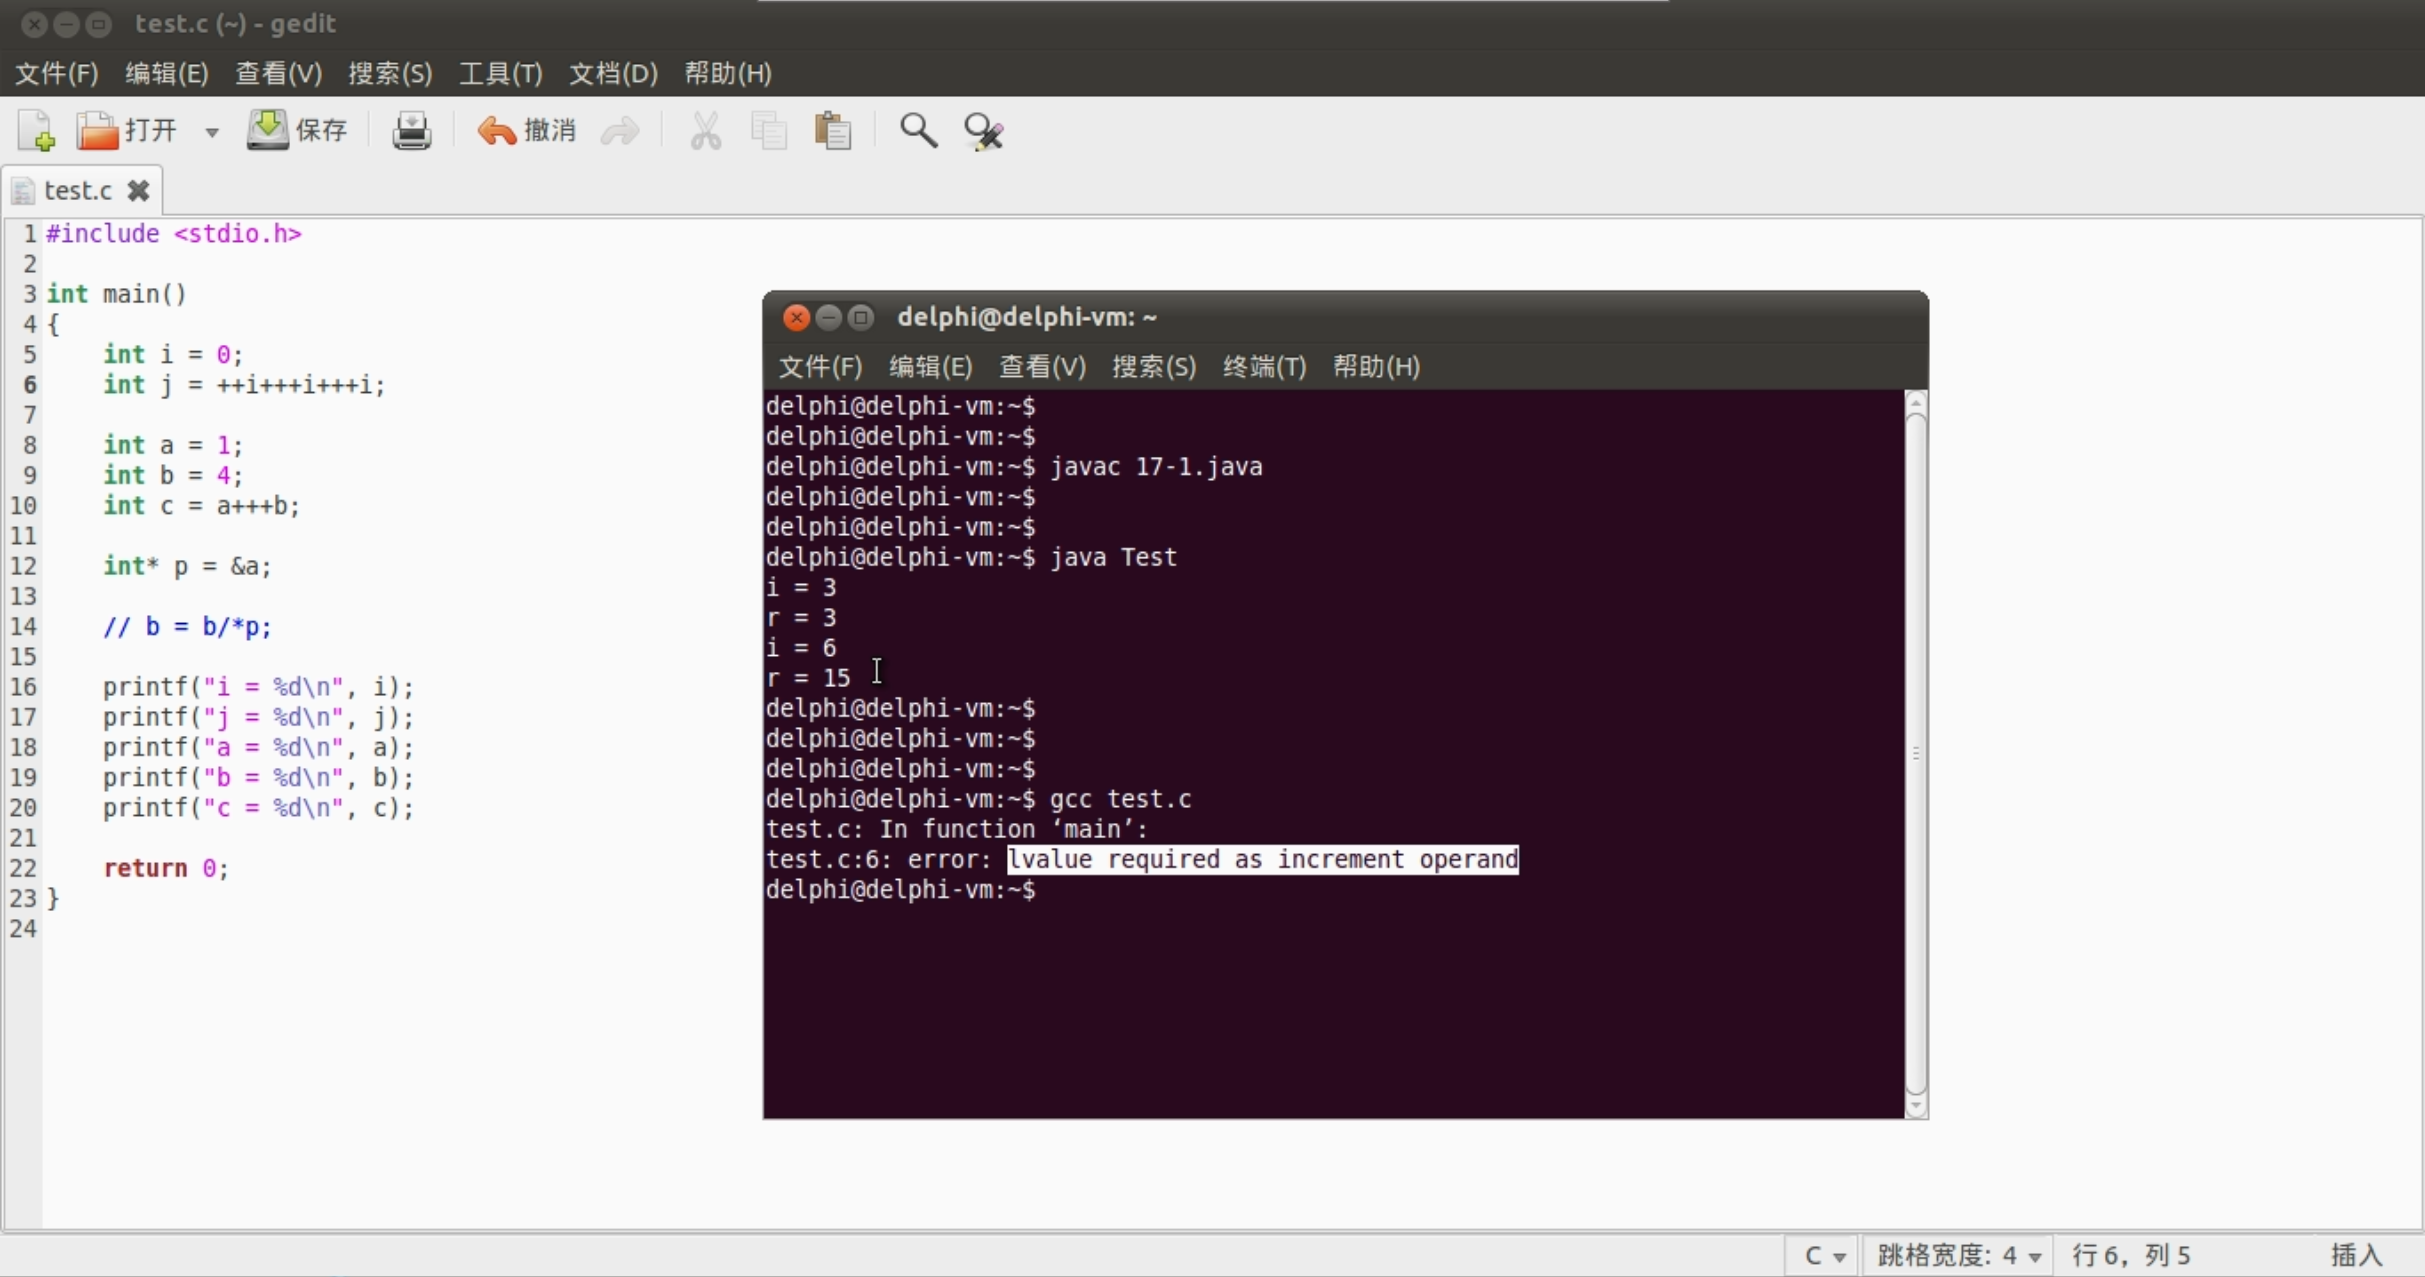 test.c (~) - gedit
文件(F) 编辑(E) 查看(V) 搜索(S) 工具(T) 文档(D) 帮助(H)
打开 保存 撤消
test.c
1 #include <stdio.h>
2
3 int main()
4 {
5     int i = 0;
6     int j = ++i+++i+++i;
7
8     int a = 1;
9     int b = 4;
10     int c = a+++b;
11
12     int* p = &a;
13
14     // b = b/*p;
15
16     printf("i = %d\n", i);
17     printf("j = %d\n", j);
18     printf("a = %d\n", a);
19     printf("b = %d\n", b);
20     printf("c = %d\n", c);
21
22     return 0;
23 }
24
delphi@delphi-vm: ~
文件(F) 编辑(E) 查看(V) 搜索(S) 终端(T) 帮助(H)
delphi@delphi-vm:~$
delphi@delphi-vm:~$
delphi@delphi-vm:~$ javac 17-1.java
delphi@delphi-vm:~$
delphi@delphi-vm:~$
delphi@delphi-vm:~$ java Test
i = 3
r = 3
i = 6
r = 15
delphi@delphi-vm:~$
delphi@delphi-vm:~$
delphi@delphi-vm:~$
delphi@delphi-vm:~$ gcc test.c
test.c: In function ‘main’:
test.c:6: error: lvalue required as increment operand
delphi@delphi-vm:~$
C 跳格宽度: 4 行 6，列 5 插入